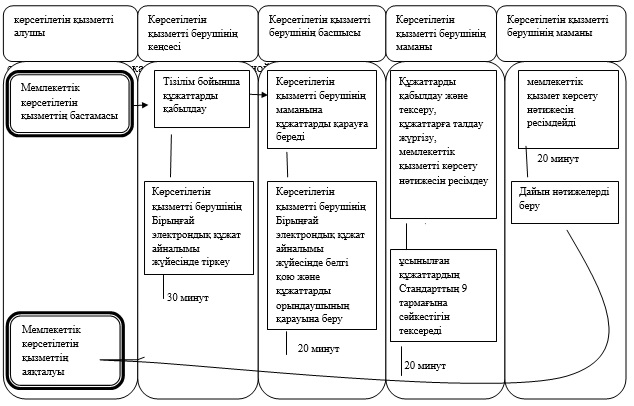 көрсетілетін қызметті
алушы
Көрсетілетін
қызметті берушінің
кеңсесі
Көрсетілетін қызметті
берушінің басшысы
Көрсетілетін
қызметті берушінің
маманы
Көрсетілетін қызметті
берушінің маманы
Мемлекеттік
көрсетілетін
қызметтің бастамасы
Тізілім бойынша
құжаттарды
қабылдау
Көрсетілетін
қызметті берушінің
маманына
құжаттарды қарауға
береді
Құжаттарды
қабылдау және
тексеру,
құжаттарға талдау
жүргізу,
мемлекеттік
қызметті көрсету
нәтижесін ресімдеу
мемлекеттік
қызмет көрсету
нәтижесін
ресімдейді
20 минут
Көрсетілетін
қызметті берушінің
Бірыңғай
электрондық құжат
айналымы
жүйесінде тіркеу
30 минут
Көрсетілетін
қызметті берушінің
Бірыңғай
электрондық құжат
айналымы
жүйесінде белгі
қою және
құжаттарды
орындаушының
қарауына беру
20 минут
ұсынылған
құжаттардың
Стандарттың 9
тармағына
сәйкестігін
тексереді
20 минут
Дайын нәтижелерді
беру
Мемлекеттік
көрсетілетін
қызметтің
аяқталуы